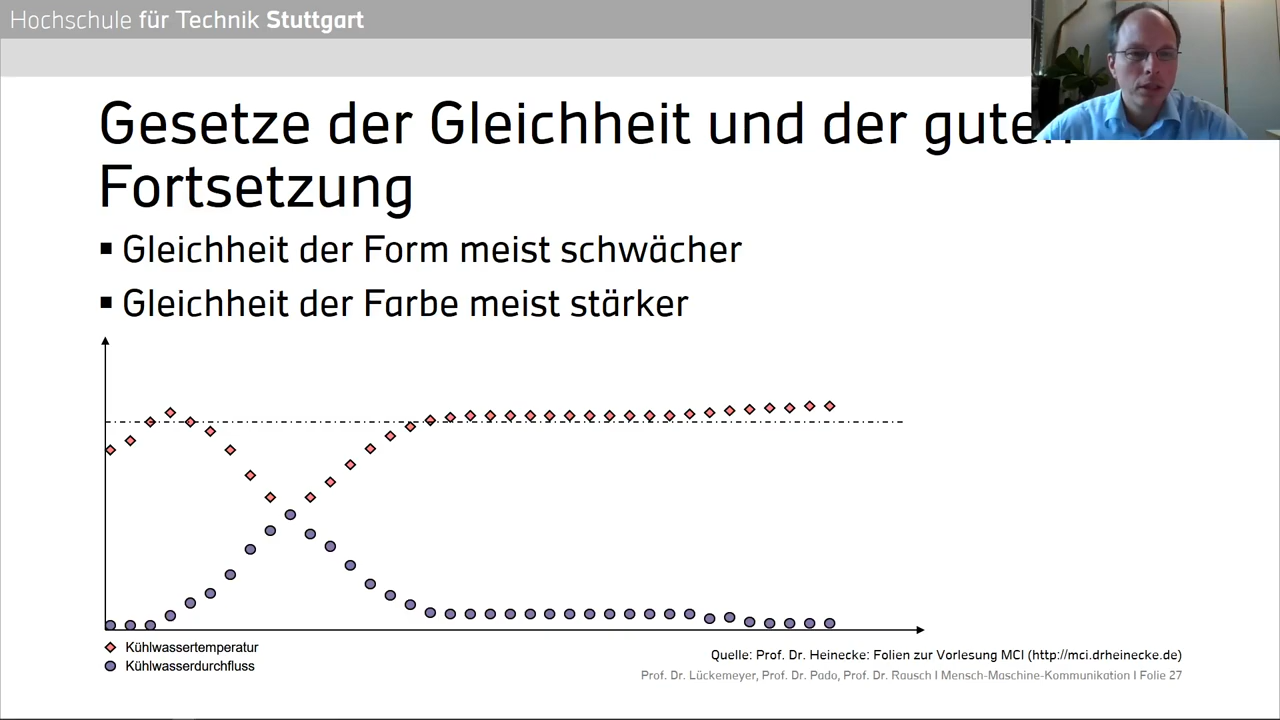 Hochschule für Technik Stuttgart
Gesetze der Gleichheit und der guten
Fortsetzung
▪ Gleichheit der Form meist schwächer
▪ Gleichheit der Farbe meist stärker
Kühlwassertemperatur
Kühlwasserdurchfluss
Quelle: Prof. Dr. Heinecke: Folien zur Vorlesung MCI (http://mci.drheinecke.de)
Prof. Dr. Lückemeyer, Prof. Dr. Pado, Prof. Dr. Rausch I Mensch-Maschine-Kommunikation I Folie 27